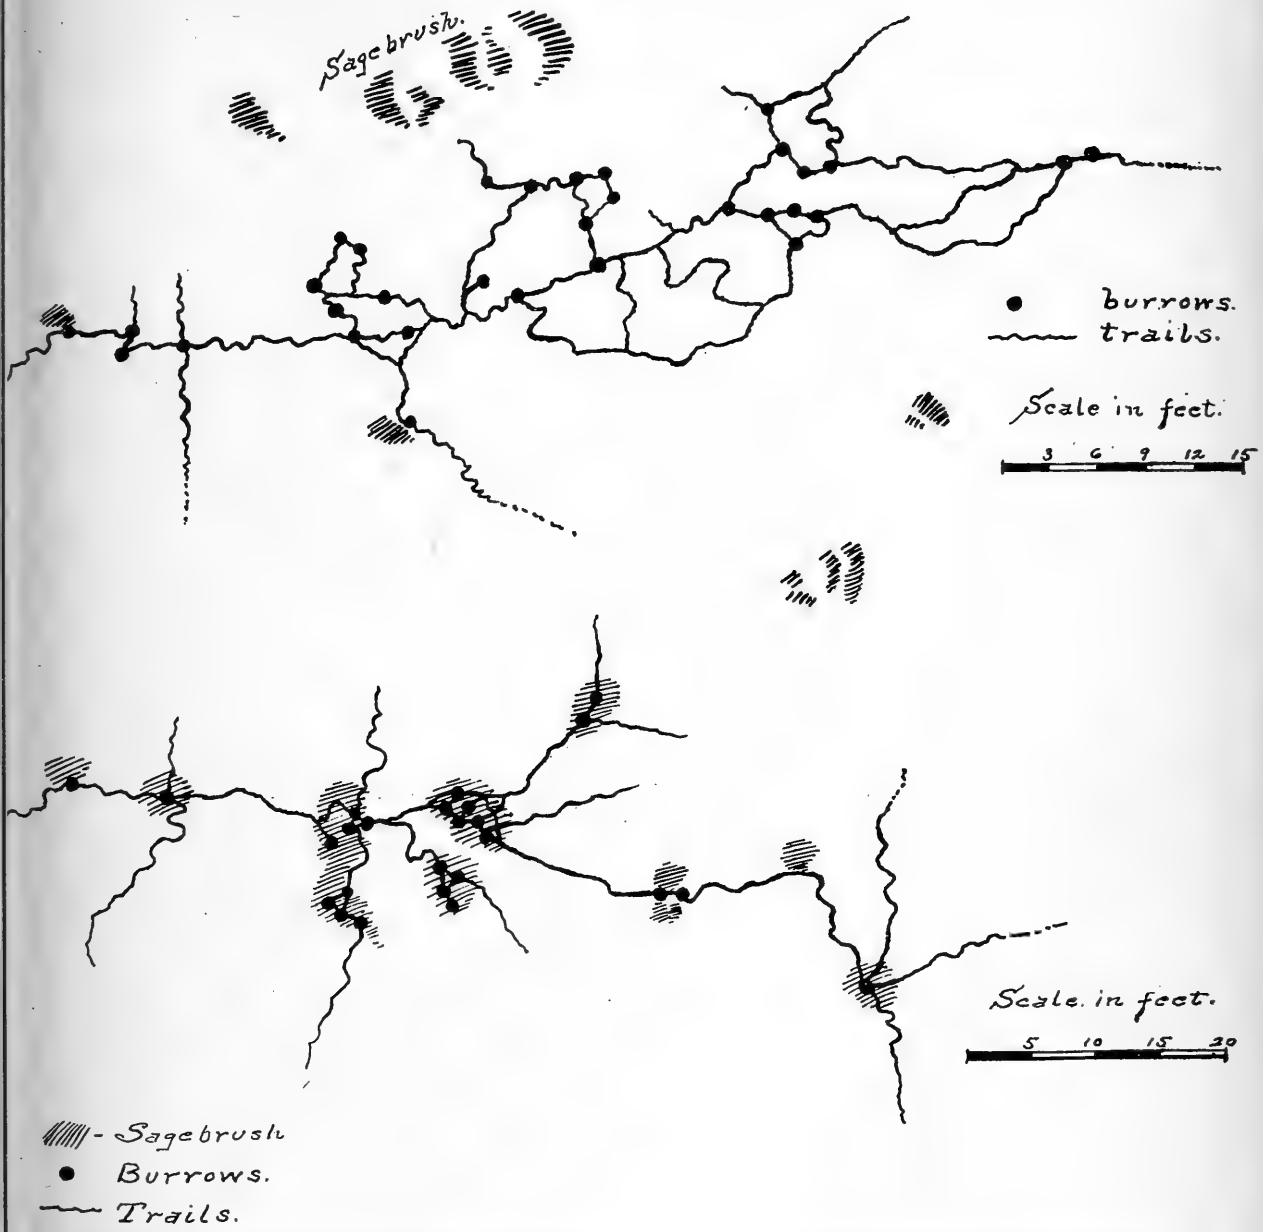 Sagebrush.
burrows.
trails.
Scale in feet.
3 6 9 12 15
Scale. in feet.
5 10 15 20
- Sagebrush
Burrows.
Trails.